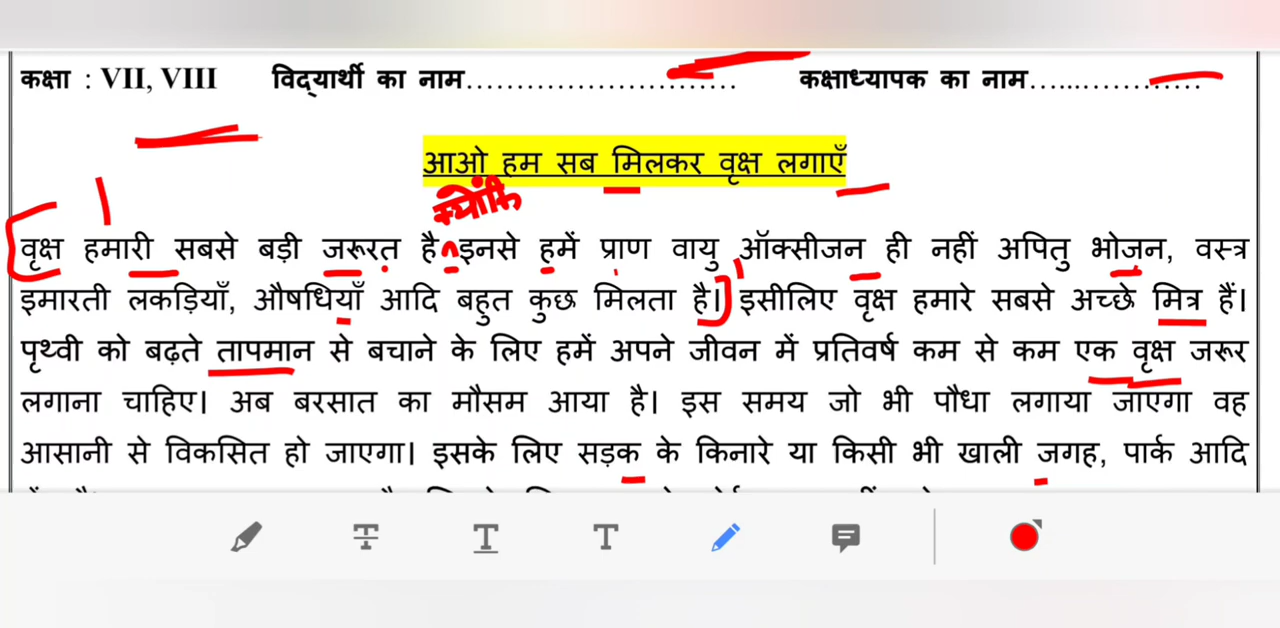 कक्षा : VII, VIII विद्यार्थी का नाम........................... कक्षाध्यापक का नाम.................
आओ हम सब मिलकर वृक्ष लगाएँ
क्योंकि
वृक्ष हमारी सबसे बड़ी जरूरत है इनसे हमें प्राण वायु ऑक्सीजन ही नहीं अपितु भोजन, वस्त्र
इमारती लकड़ियाँ, औषधियाँ आदि बहुत कुछ मिलता है। इसीलिए वृक्ष हमारे सबसे अच्छे मित्र हैं।
पृथ्वी को बढ़ते तापमान से बचाने के लिए हमें अपने जीवन में प्रतिवर्ष कम से कम एक वृक्ष जरूर
लगाना चाहिए। अब बरसात का मौसम आया है। इस समय जो भी पौधा लगाया जाएगा वह
आसानी से विकसित हो जाएगा। इसके लिए सड़क के किनारे या किसी भी खाली जगह, पार्क आदि